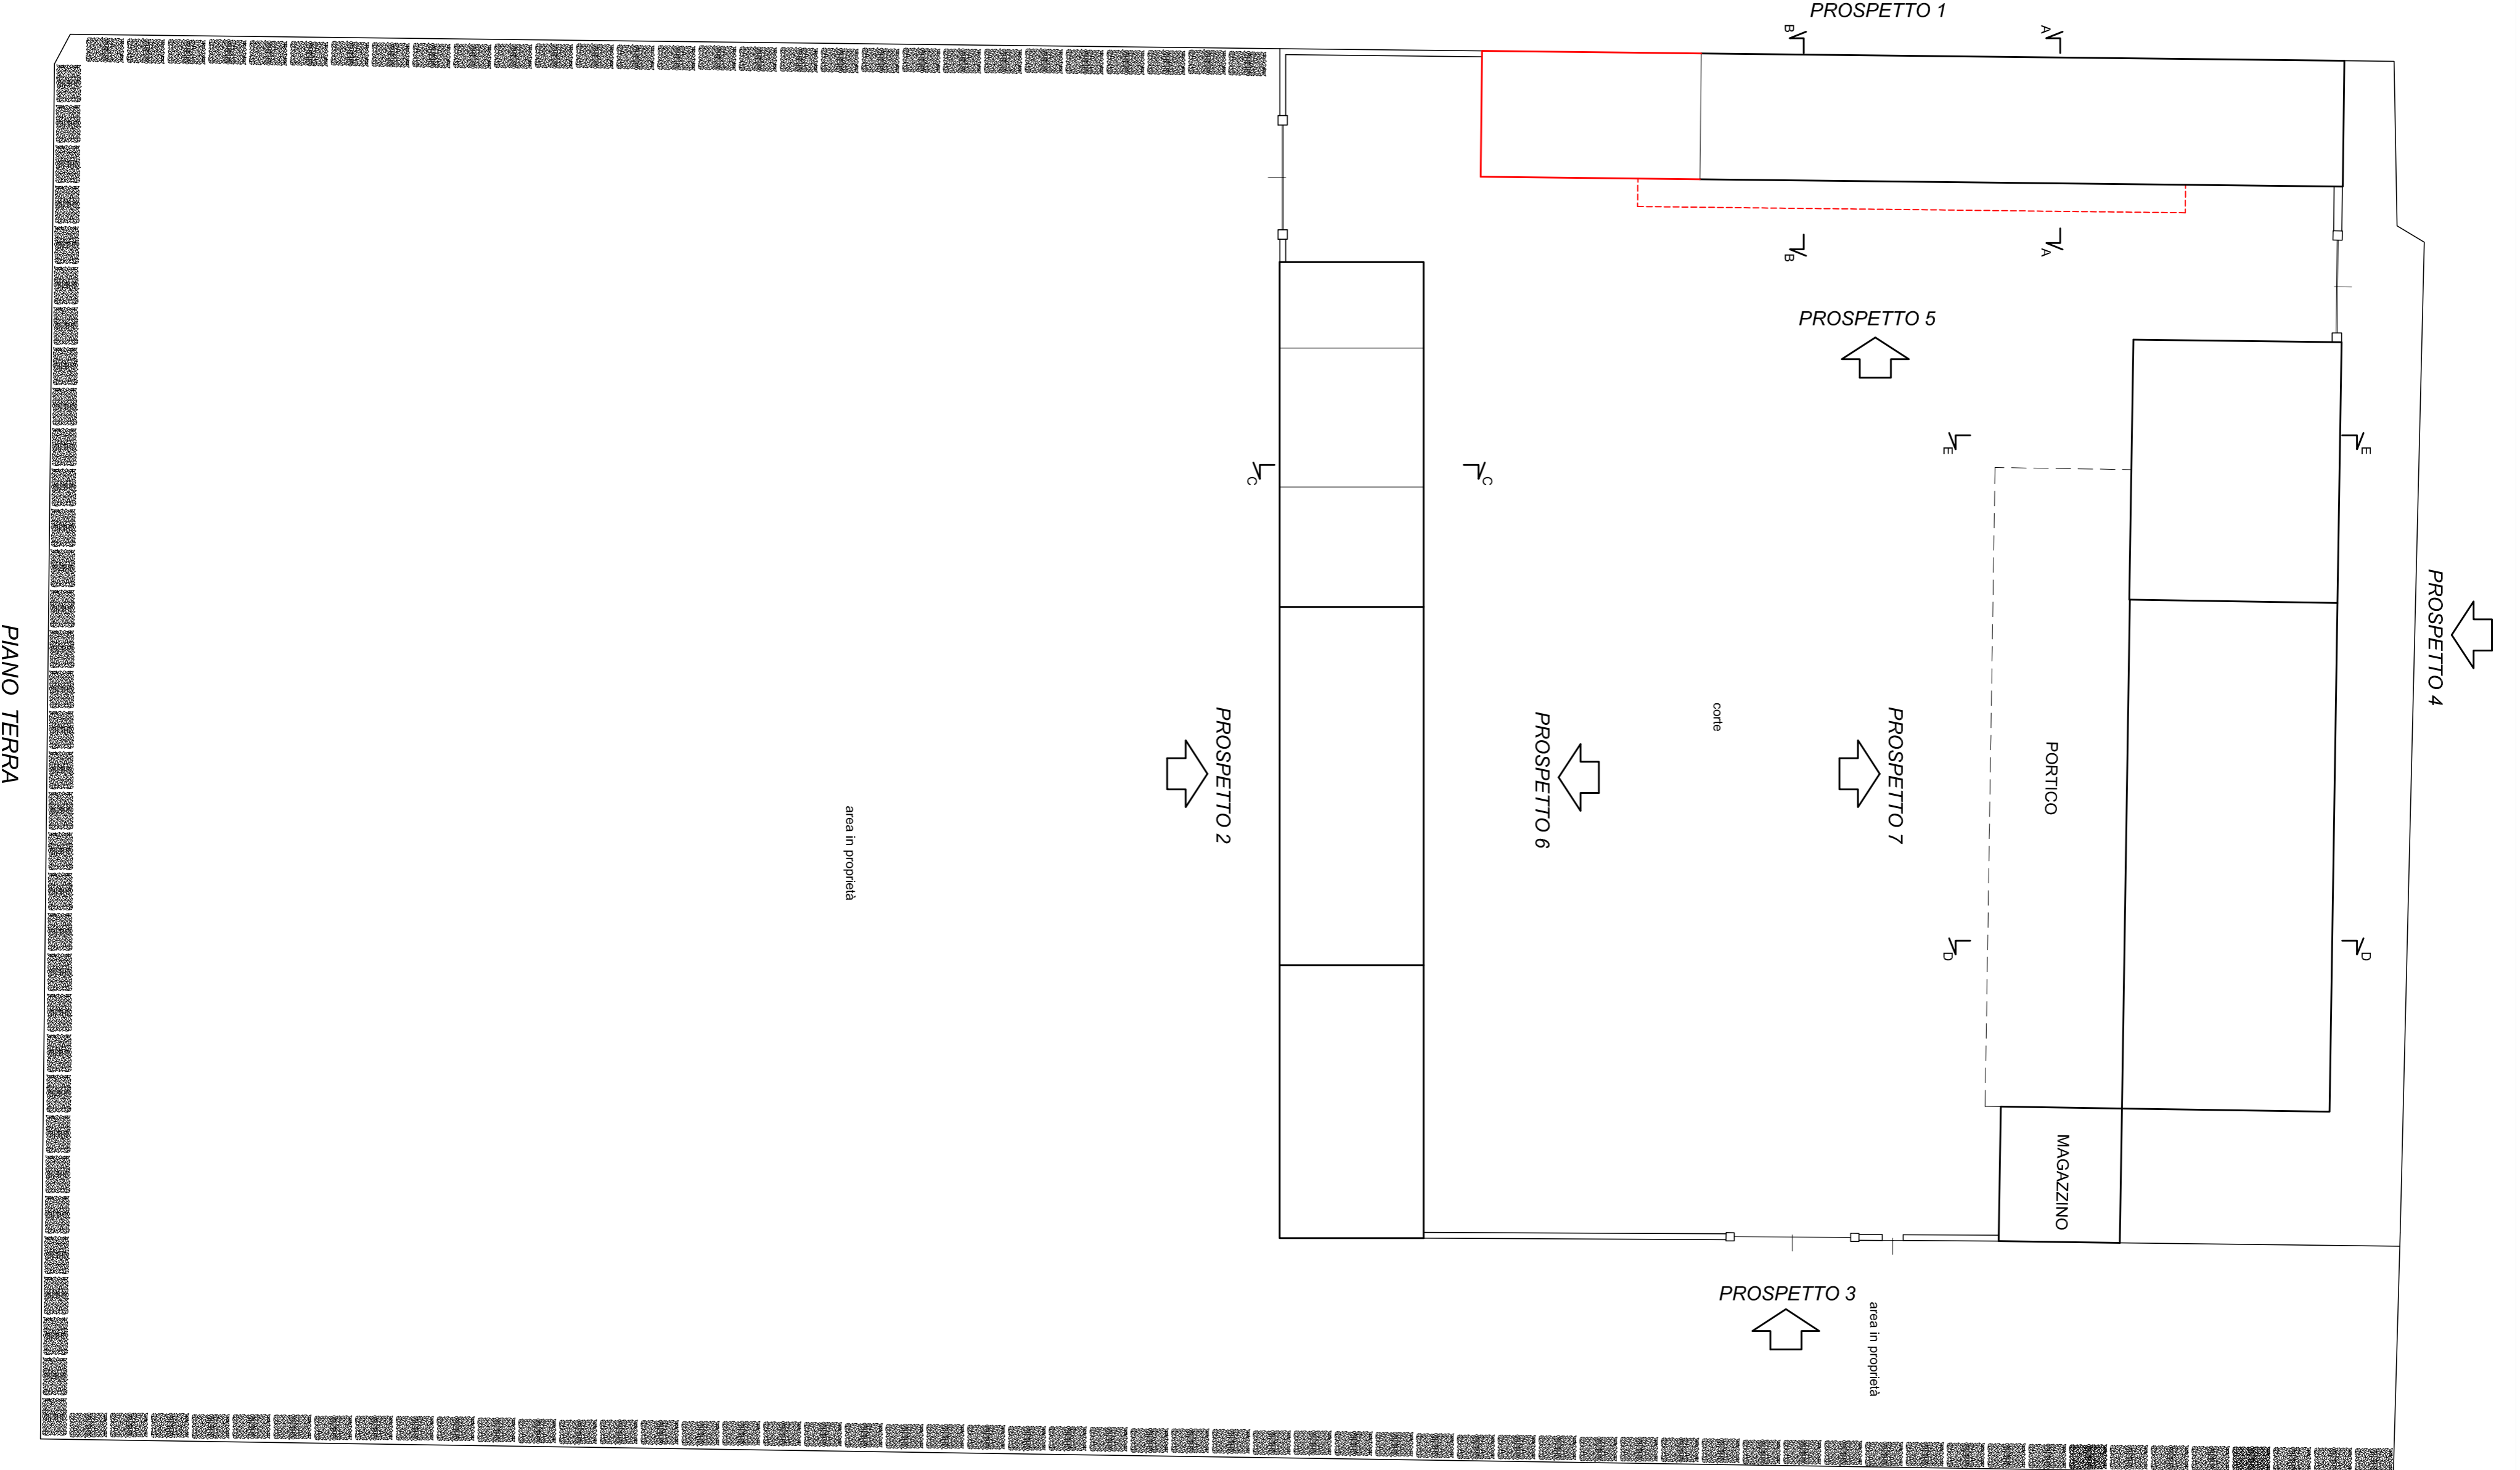 PROSPETTO 1
B
A
B
A
PROSPETTO 5
E
E
C
C
PROSPETTO 4
PIANO TERRA
PROSPETTO 2
PROSPETTO 6
corte
PROSPETTO 7
PORTICO
area in proprietà
D
D
MAGAZZINO
PROSPETTO 3
area in proprietà